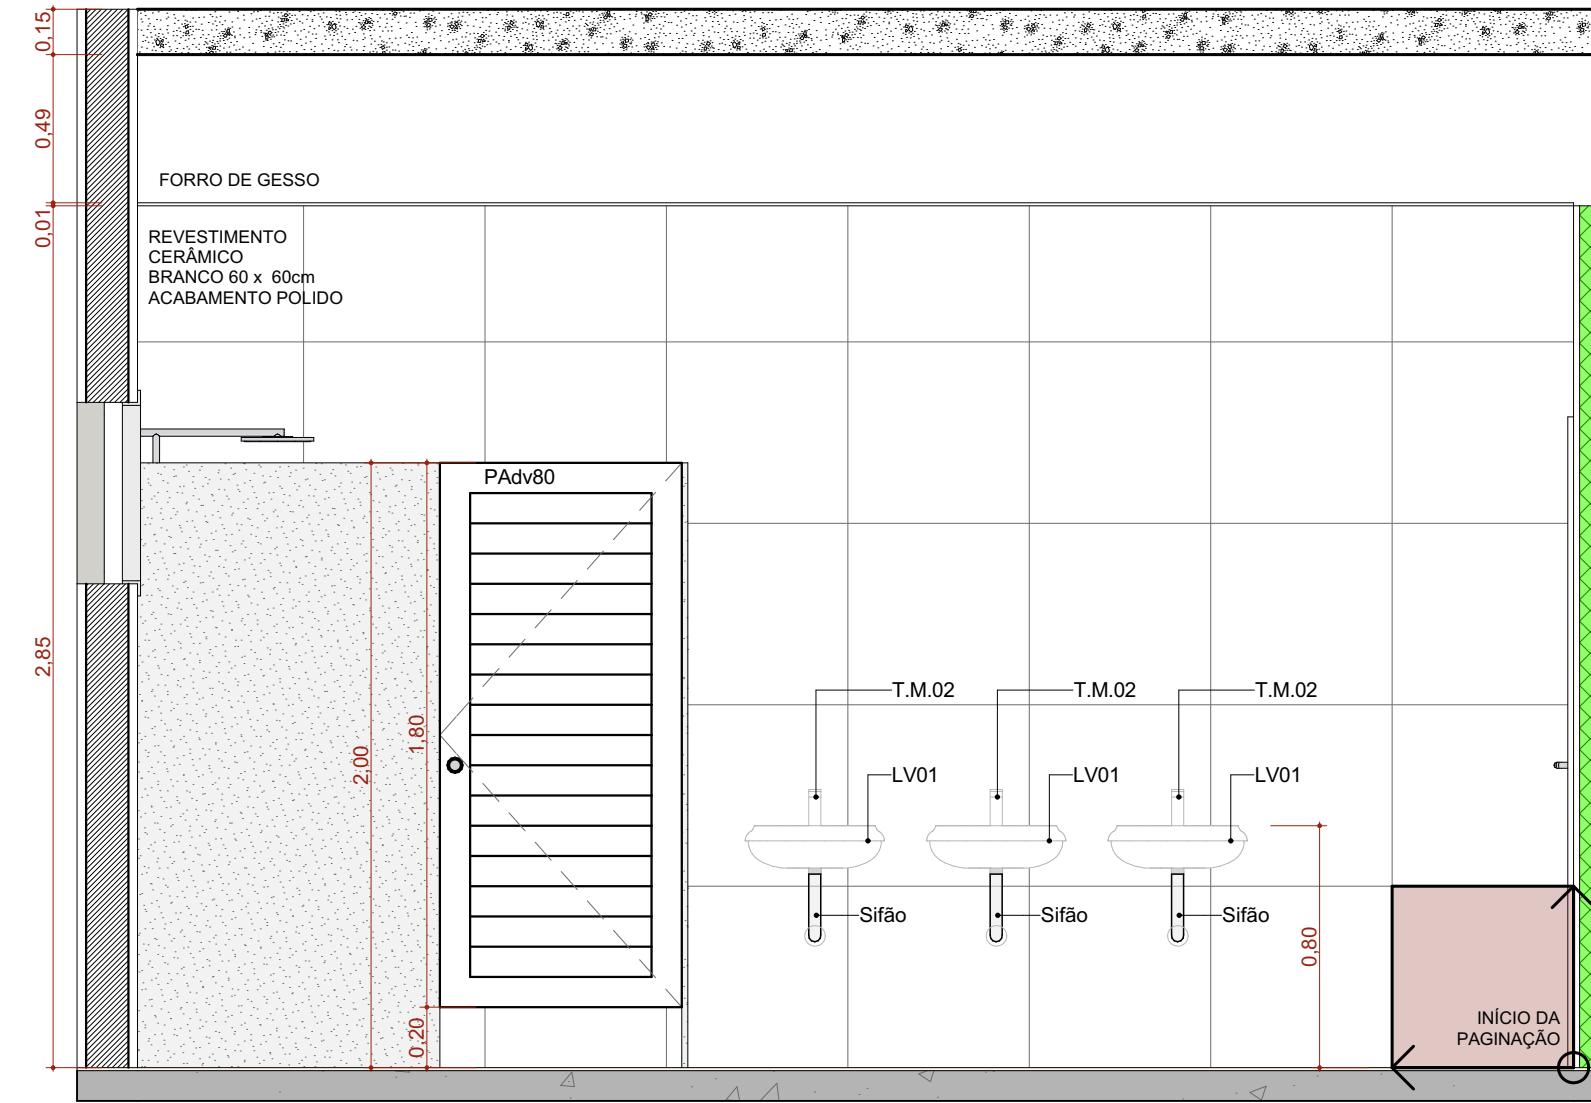 0,15
0,49
FORRO DE GESSO
0,01
REVESTIMENTO
CERÂMICO
BRANCO 60 x 60cm
ACABAMENTO POLIDO
PAdv80
2,85
T.M.02
T.M.02
T.M.02
1,80
2,00
LV01
LV01
LV01
Sifão
Sifão
Sifão
0,80
0,20
INÍCIO DA
PAGINAÇÃO